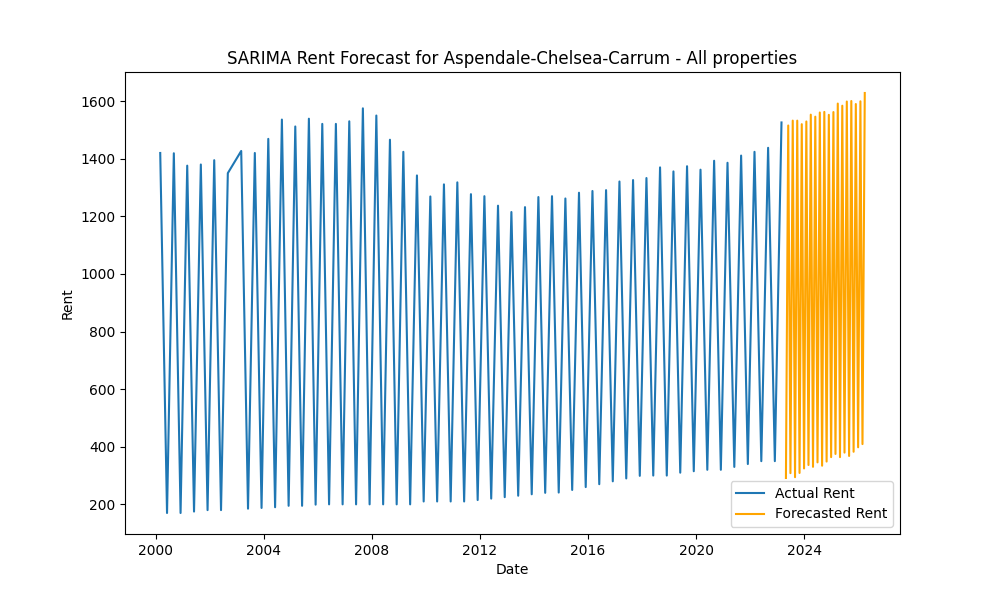 SARIMA Rent Forecast for Aspendale-Chelsea-Carrum - All properties
1600
1400
1200
1000
800
600
400
200
Rent
2000 2004 2008 2012 2016 2020 2024
Date
Actual Rent
Forecasted Rent